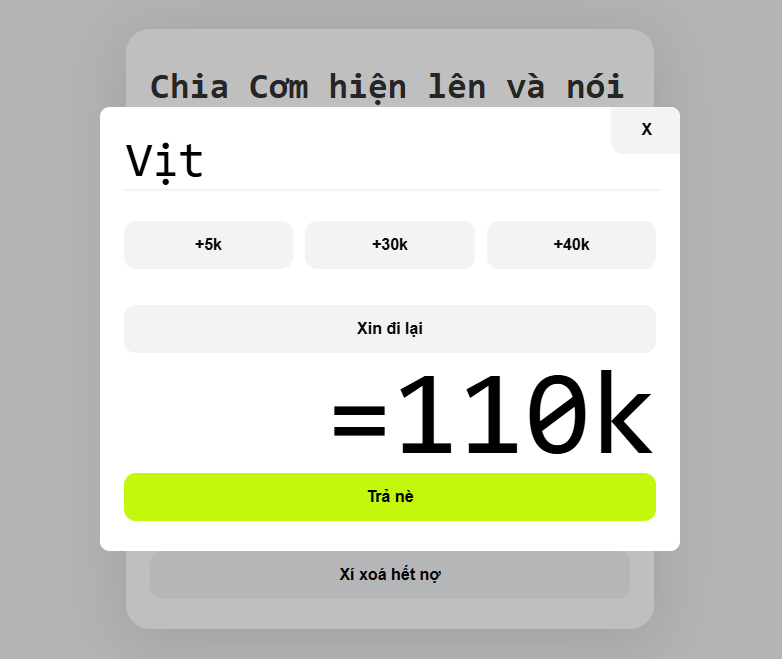 Chia Cơm hiện lên và nói
X
Vịt
+5k
+30k
+40k
Xin đi lại
=110k
Trả nè
Xí xoá hết nợ